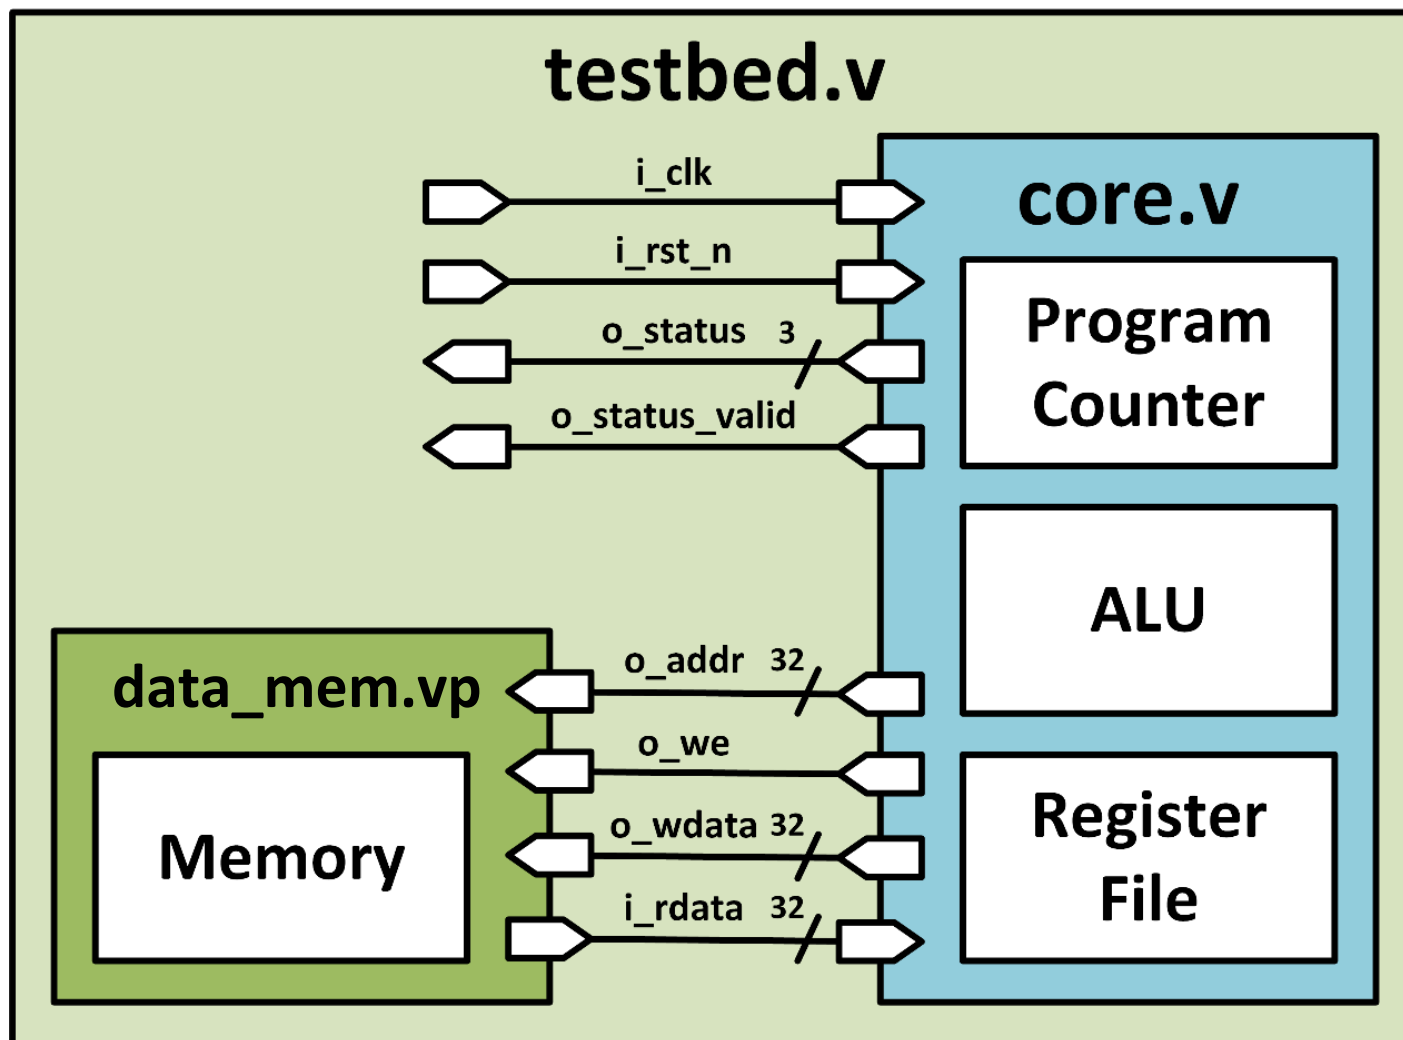 testbed.v
i_clk
core.v
i_rst_n
o_status 3
o_status_valid
Program
Counter
ALU
data_mem.vp
o_addr 32
o_we
o_wdata 32
i_rdata 32
Memory
Register
File